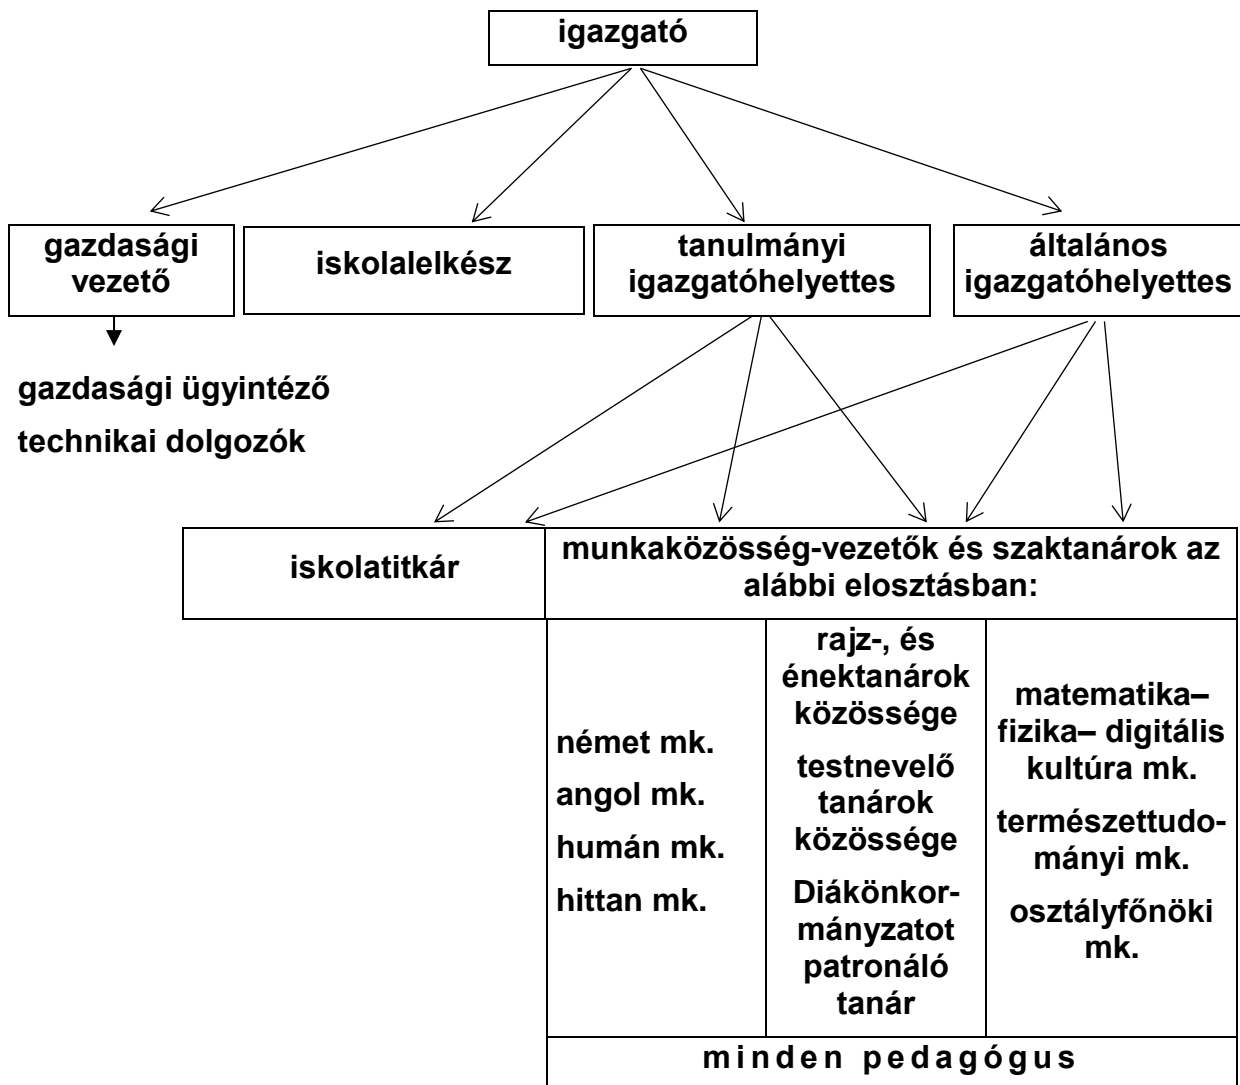 igazgató
gazdasági
vezető
iskolalelkész
tanulmányi
igazgatóhelyettes
általános
igazgatóhelyettes
gazdasági ügyintéző
technikai dolgozók
iskolatitkár
munkaközösség-vezetők és szaktanárok az
alábbi elosztásban:
német mk.
angol mk.
humán mk.
hittan mk.
rajz-, és
énektanárok
közössége
testnevelő
tanárok
közössége
Diákönkor-
mányzatot
patronáló
tanár
matematika–
fizika– digitális
kultúra mk.
természettudo-
mányi mk.
osztályfőnöki
mk.
minden pedagógus